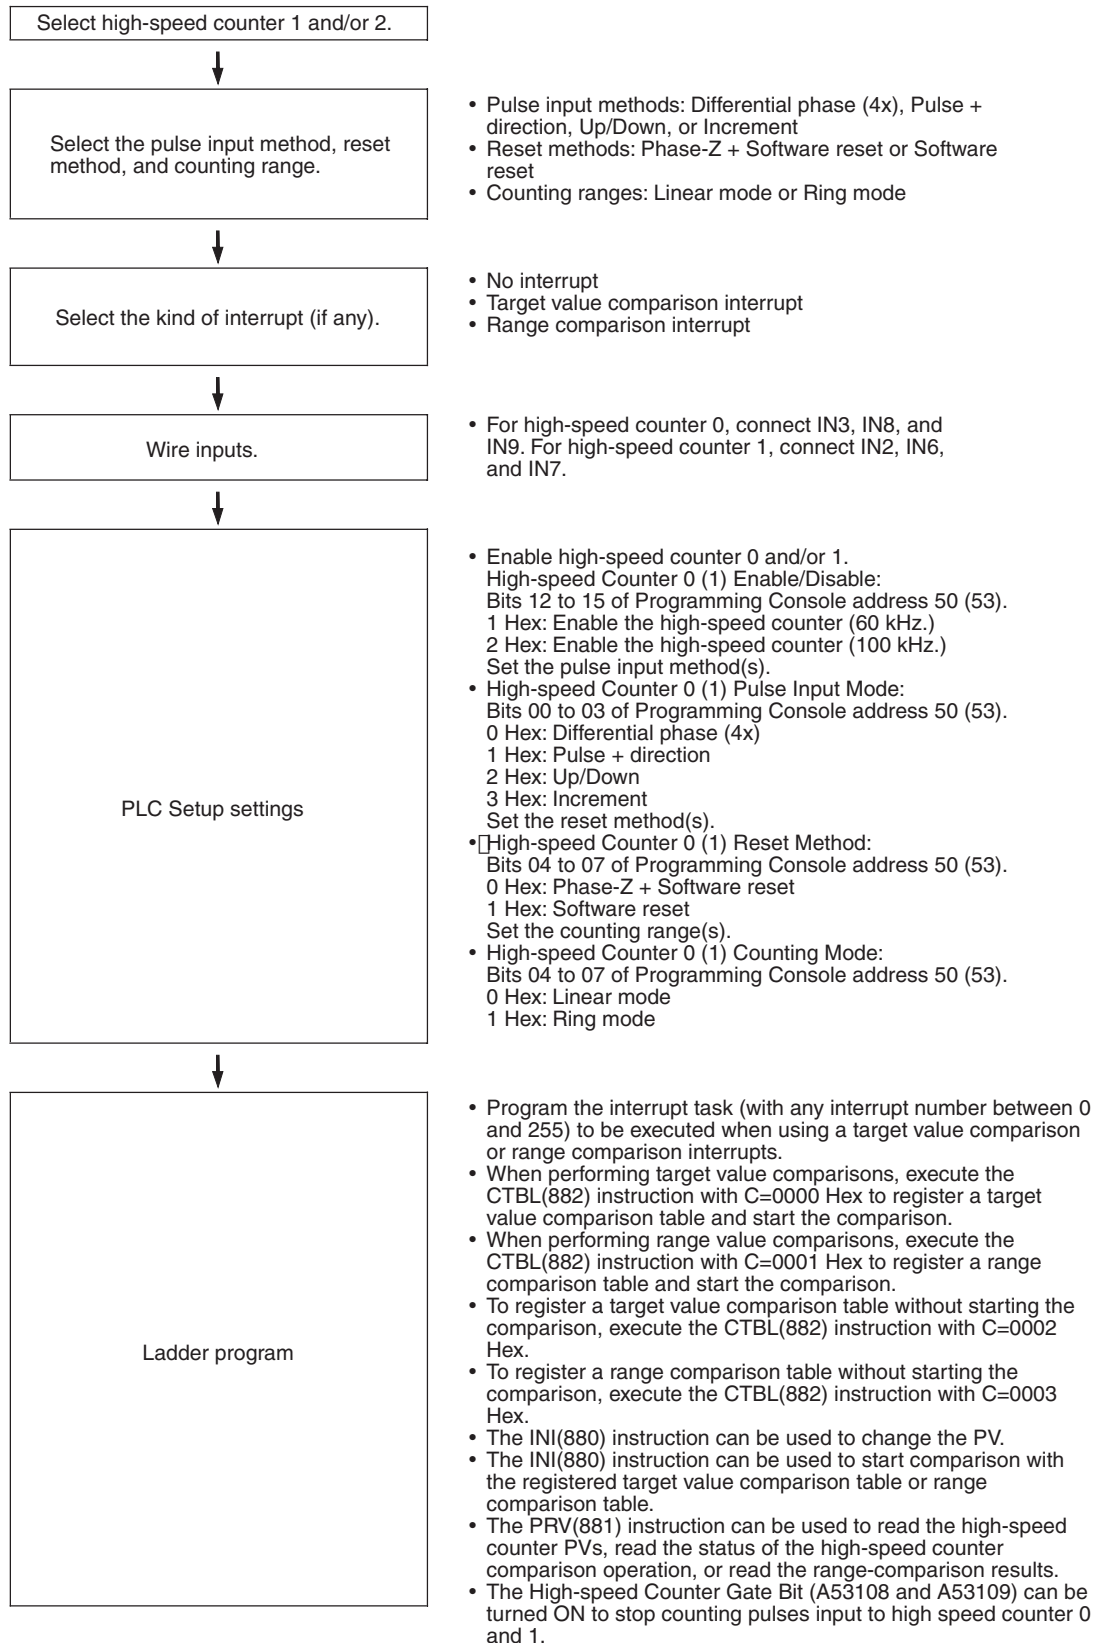 Select high-speed counter 1 and/or 2.
Select the pulse input method, reset
method, and counting range.
• Pulse input methods: Differential phase (4x), Pulse +
direction, Up/Down, or Increment
• Reset methods: Phase-Z + Software reset or Software
reset
• Counting ranges: Linear mode or Ring mode
Select the kind of interrupt (if any).
• No interrupt
• Target value comparison interrupt
• Range comparison interrupt
Wire inputs.
• For high-speed counter 0, connect IN3, IN8, and
IN9. For high-speed counter 1, connect IN2, IN6,
and IN7.
PLC Setup settings
• Enable high-speed counter 0 and/or 1.
High-speed Counter 0 (1) Enable/Disable:
Bits 12 to 15 of Programming Console address 50 (53).
1 Hex: Enable the high-speed counter (60 kHz.)
2 Hex: Enable the high-speed counter (100 kHz.)
Set the pulse input method(s).
• High-speed Counter 0 (1) Pulse Input Mode:
Bits 00 to 03 of Programming Console address 50 (53).
0 Hex: Differential phase (4x)
1 Hex: Pulse + direction
2 Hex: Up/Down
3 Hex: Increment
Set the reset method(s).
• High-speed Counter 0 (1) Reset Method:
Bits 04 to 07 of Programming Console address 50 (53).
0 Hex: Phase-Z + Software reset
1 Hex: Software reset
Set the counting range(s).
• High-speed Counter 0 (1) Counting Mode:
Bits 04 to 07 of Programming Console address 50 (53).
0 Hex: Linear mode
1 Hex: Ring mode
Ladder program
• Program the interrupt task (with any interrupt number between 0
and 255) to be executed when using a target value comparison
or range comparison interrupts.
• When performing target value comparisons, execute the
CTBL(882) instruction with C=0000 Hex to register a target
value comparison table and start the comparison.
• When performing range value comparisons, execute the
CTBL(882) instruction with C=0001 Hex to register a range
comparison table and start the comparison.
• To register a target value comparison table without starting the
comparison, execute the CTBL(882) instruction with C=0002
Hex.
• To register a range comparison table without starting the
comparison, execute the CTBL(882) instruction with C=0003
Hex.
• The INI(880) instruction can be used to change the PV.
• The INI(880) instruction can be used to start comparison with
the registered target value comparison table or range
comparison table.
• The PRV(881) instruction can be used to read the high-speed
counter PVs, read the status of the high-speed counter
comparison operation, or read the range-comparison results.
• The High-speed Counter Gate Bit (A53108 and A53109) can be
turned ON to stop counting pulses input to high speed counter 0
and 1.